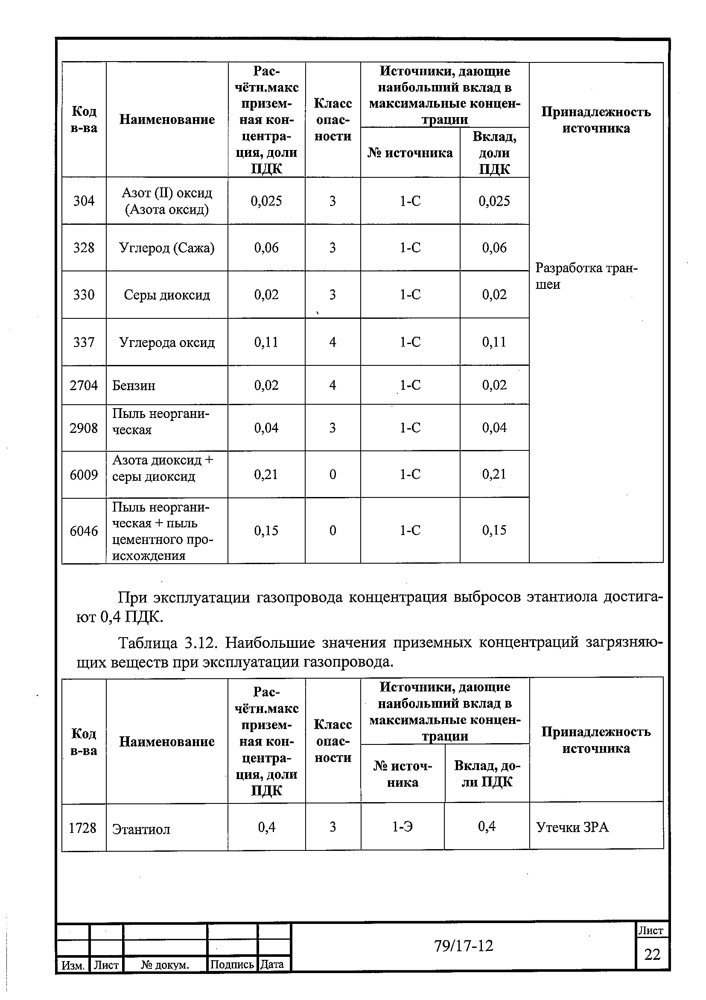 Код
в-ва
Наименование
Рас-
чётн.макс
призем-
ная кон-
центра-
ция, доли
ПДК
Класс
опас-
ности
Источники, дающие
наибольший вклад в
максимальные концен-
трации
№ источника
Вклад,
доли
ПДК
Принадлежность
источника
304
Азот (II) оксид
(Азота оксид)
0,025
3
1-С
0,025
Разработка тран-
шеи
328
Углерод (Сажа)
0,06
3
1-С
0,06
330
Серы диоксид
0,02
3
1-С
0,02
337
Углерода оксид
0,11
4
1-С
0,11
2704
Бензин
0,02
4
1-С
0,02
2908
Пыль неоргани-
ческая
0,04
3
1-С
0,04
6009
Азота диоксид +
серы диоксид
0,21
0
1-С
0,21
6046
Пыль неоргани-
ческая + пыль
цементного про-
исхождения
0,15
0
1-С
0,15
При эксплуатации газопровода концентрация выбросов этантиола достига-
ют 0,4 ПДК.
Таблица 3.12. Наибольшие значения приземных концентраций загрязняю-
щих веществ при эксплуатации газопровода.
Код
в-ва
Наименование
Рас-
чётн.макс
призем-
ная кон-
центра-
ция, доли
ПДК
Класс
опас-
ности
Источники, дающие
наибольший вклад в
максимальные концен-
трации
№ источ-
ника
Вклад, до-
ли ПДК
Принадлежность
источника
1728
Этантиол
0,4
3
1-Э
0,4
Утечки ЗРА
79/17-12
Лист
22
Изм.
Лист
№ докум.
Подпись
Дата